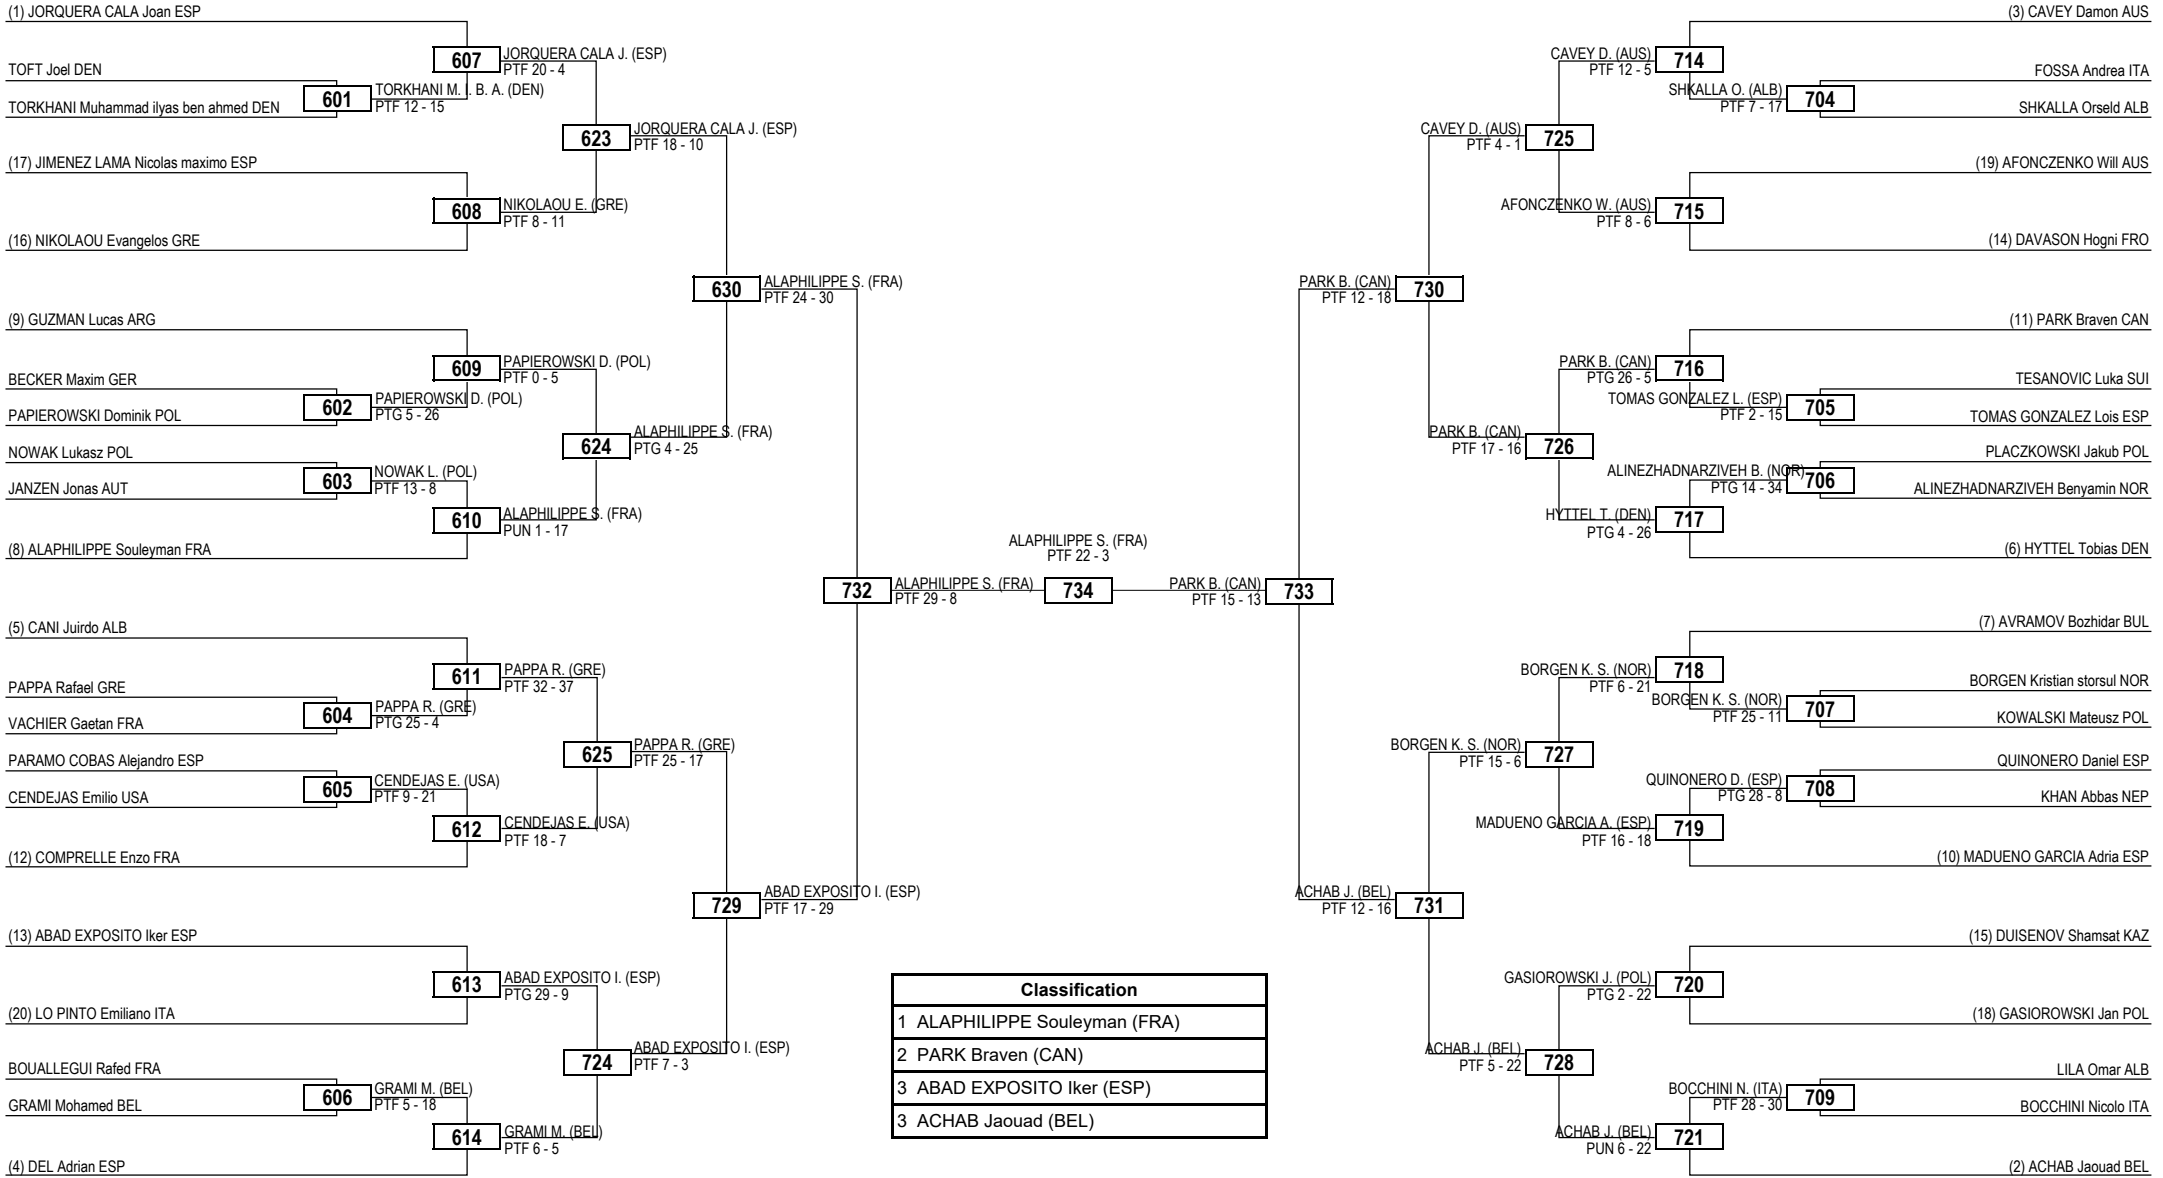 (1) JORQUERA CALA Joan ESP
607
JORQUERA CALA J. (ESP)
PTF 20 - 4
TOFT Joel DEN
601
TORKHANI M. I. B. A. (DEN)
PTF 12 - 15
TORKHANI Muhammad ilyas ben ahmed DEN
623
JORQUERA CALA J. (ESP)
PTF 18 - 10
(17) JIMENEZ LAMA Nicolas maximo ESP
608
NIKOLAOU E. (GRE)
PTF 8 - 11
(16) NIKOLAOU Evangelos GRE
630
ALAPHILIPPE S. (FRA)
PTF 24 - 30
(9) GUZMAN Lucas ARG
609
PAPIEROWSKI D. (POL)
PTF 0 - 5
BECKER Maxim GER
602
PAPIEROWSKI D. (POL)
PTG 5 - 26
PAPIEROWSKI Dominik POL
624
ALAPHILIPPE S. (FRA)
PTG 4 - 25
NOWAK Lukasz POL
603
NOWAK L. (POL)
PTF 13 - 8
JANZEN Jonas AUT
610
ALAPHILIPPE S. (FRA)
PUN 1 - 17
(8) ALAPHILIPPE Souleyman FRA
732
ALAPHILIPPE S. (FRA)
PTF 29 - 8
(5) CANI Juirdo ALB
611
PAPPA R. (GRE)
PTF 32 - 37
PAPPA Rafael GRE
604
PAPPA R. (GRE)
PTG 25 - 4
VACHIER Gaetan FRA
625
PAPPA R. (GRE)
PTF 25 - 17
PARAMO COBAS Alejandro ESP
605
CENDEJAS E. (USA)
PTF 9 - 21
CENDEJAS Emilio USA
612
CENDEJAS E. (USA)
PTF 18 - 7
(12) COMPRELLE Enzo FRA
729
ABAD EXPOSITO I. (ESP)
PTF 17 - 29
(13) ABAD EXPOSITO Iker ESP
613
ABAD EXPOSITO I. (ESP)
PTG 29 - 9
(20) LO PINTO Emiliano ITA
724
ABAD EXPOSITO I. (ESP)
PTF 7 - 3
BOUALLEGUI Rafed FRA
606
GRAMI M. (BEL)
PTF 5 - 18
GRAMI Mohamed BEL
614
GRAMI M. (BEL)
PTF 6 - 5
(4) DEL Adrian ESP
ALAPHILIPPE S. (FRA)
PTF 22 - 3
734
(3) CAVEY Damon AUS
CAVEY D. (AUS)
PTF 12 - 5
714
FOSSA Andrea ITA
SHKALLA O. (ALB)
PTF 7 - 17
704
SHKALLA Orseld ALB
CAVEY D. (AUS)
PTF 4 - 1
725
(19) AFONCZENKO Will AUS
AFONCZENKO W. (AUS)
PTF 8 - 6
715
(14) DAVASON Hogni FRO
PARK B. (CAN)
PTF 12 - 18
730
(11) PARK Braven CAN
PARK B. (CAN)
PTG 26 - 5
716
TESANOVIC Luka SUI
TOMAS GONZALEZ L. (ESP)
PTF 2 - 15
705
TOMAS GONZALEZ Lois ESP
PARK B. (CAN)
PTF 17 - 16
726
PLACZKOWSKI Jakub POL
ALINEZHADNARZIVEH B. (NOR)
PTG 14 - 34
706
ALINEZHADNARZIVEH Benyamin NOR
HYTTEL T. (DEN)
PTG 4 - 26
717
(6) HYTTEL Tobias DEN
PARK B. (CAN)
PTF 15 - 13
733
(7) AVRAMOV Bozhidar BUL
BORGEN K. S. (NOR)
PTF 6 - 21
718
BORGEN Kristian storsul NOR
BORGEN K. S. (NOR)
PTF 25 - 11
707
KOWALSKI Mateusz POL
BORGEN K. S. (NOR)
PTF 15 - 6
727
QUINONERO Daniel ESP
QUINONERO D. (ESP)
PTG 28 - 8
708
KHAN Abbas NEP
MADUENO GARCIA A. (ESP)
PTF 16 - 18
719
(10) MADUENO GARCIA Adria ESP
ACHAB J. (BEL)
PTF 12 - 16
731
(15) DUISENOV Shamsat KAZ
GASIOROWSKI J. (POL)
PTG 2 - 22
720
(18) GASIOROWSKI Jan POL
ACHAB J. (BEL)
PTF 5 - 22
728
LILA Omar ALB
BOCCHINI N. (ITA)
PTF 28 - 30
709
BOCCHINI Nicolo ITA
ACHAB J. (BEL)
PUN 6 - 22
721
(2) ACHAB Jaouad BEL
Classification
1 ALAPHILIPPE Souleyman (FRA)
2 PARK Braven (CAN)
3 ABAD EXPOSITO Iker (ESP)
3 ACHAB Jaouad (BEL)